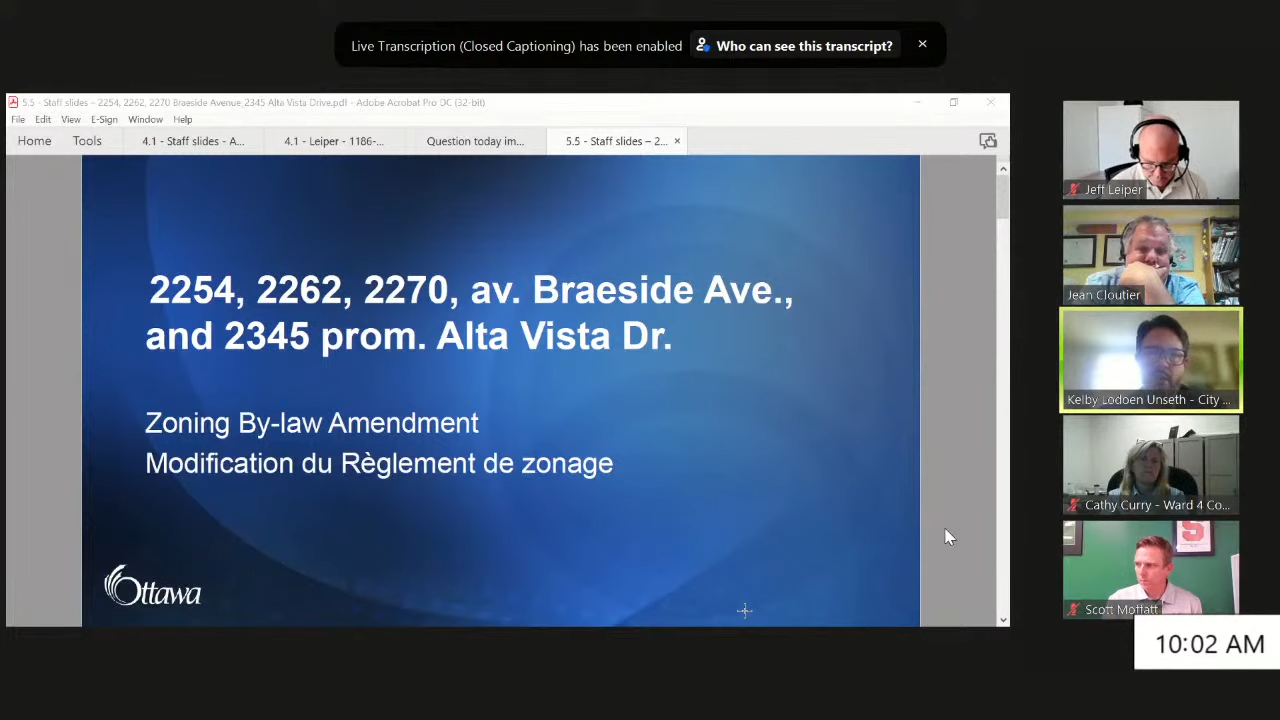 Live Transcription (Closed Captioning) has been enabled
Who can see this transcript?
5.5 - Staff slides – 2254, 2262, 2270 Braeside Avenue_2345 Alta Vista Drive.pdf - Adobe Acrobat Pro DC (32-bit)
File Edit View E-Sign Window Help
Home Tools 4.1 - Staff slides - A... 4.1 - Leiper - 1186-... Question today im... 5.5 - Staff slides – 2...
2254, 2262, 2270, av. Braeside Ave.,
and 2345 prom. Alta Vista Dr.
Zoning By-law Amendment
Modification du Règlement de zonage
Ottawa
Jeff Leiper
Jean Cloutier
Kelby Lodoen Unseth - City ...
Cathy Curry - Ward 4 Co...
Scott Moffatt
10:02 AM